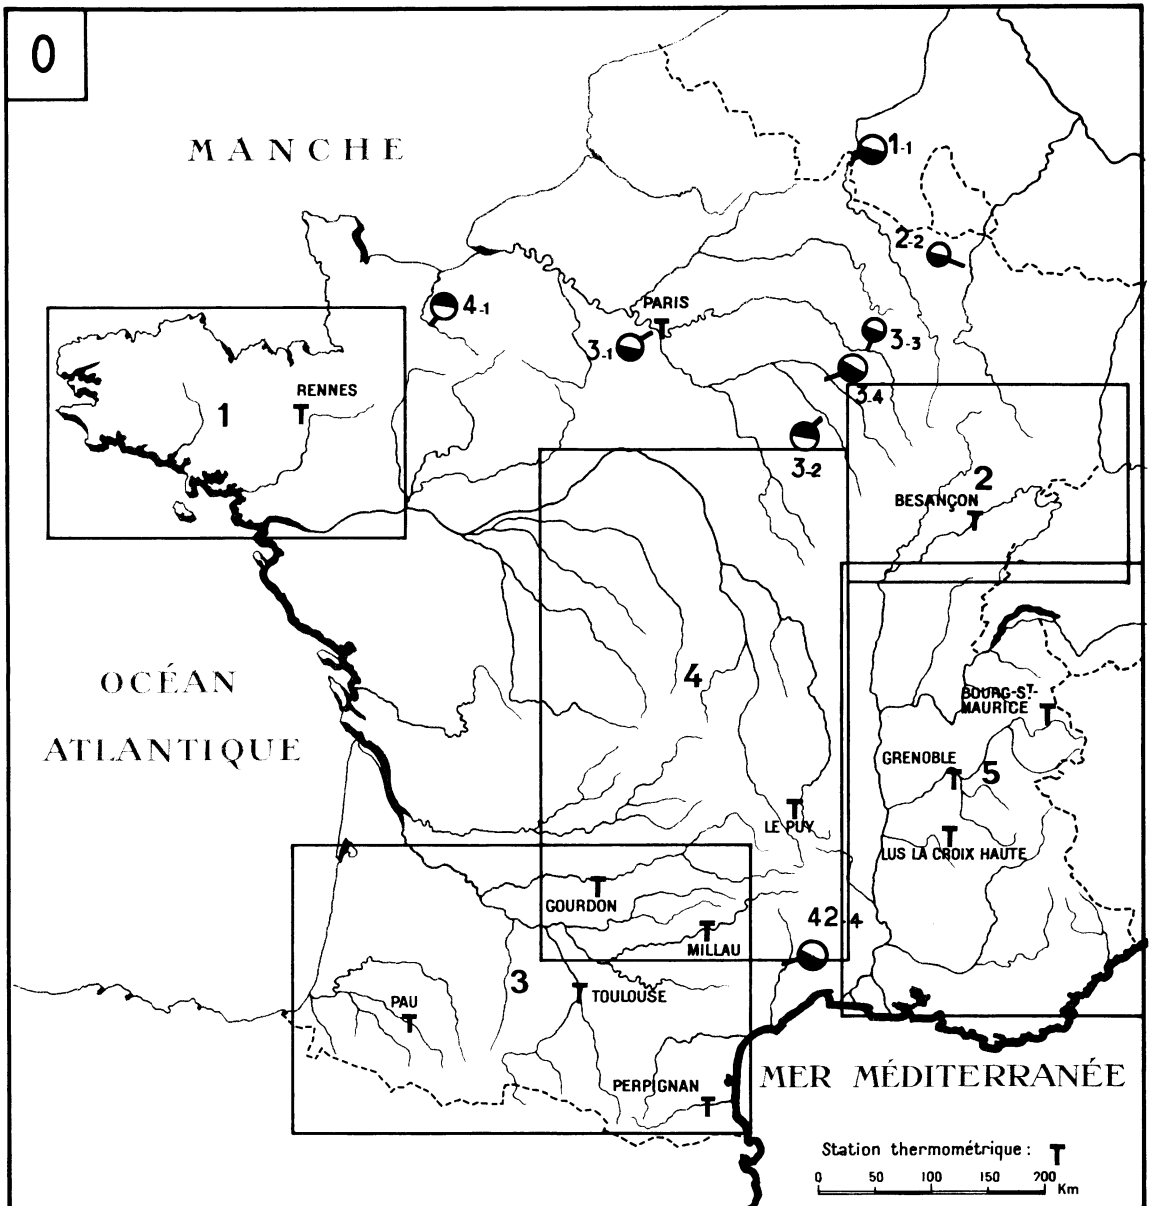 0
MANCHE
1-1
2-2
4-1
PARIS
3-1
3-3
3-4
RENNES
1
3-2
2
BESANÇON
OCÉAN
ATLANTIQUE
4
BOURG-ST-
MAURICE
GRENOBLE
5
LE PUY
LUS LA CROIX HAUTE
GOURDON
42-4
MILLAU
3
TOULOUSE
PAU
PERPIGNAN
MER MÉDITERRANÉE
Station thermométrique : T
0 50 100 150 200
Km